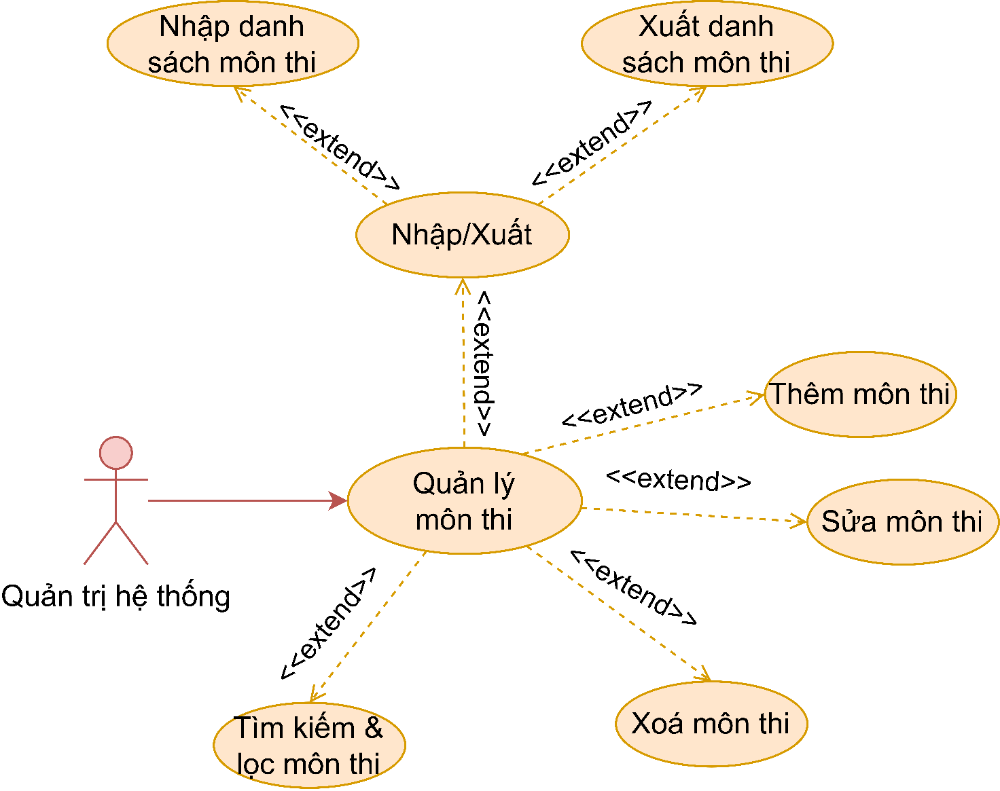 Nhập danh
sách môn thi
Xuất danh
sách môn thi
<<extend>>
<<extend>>
Nhập/Xuất
<<extend>>
<<extend>>
Thêm môn thi
<<extend>>
Quản lý
môn thi
Sửa môn thi
<<extend>>
<<extend>>
Quản trị hệ thống
Xoá môn thi
Tìm kiếm &
lọc môn thi